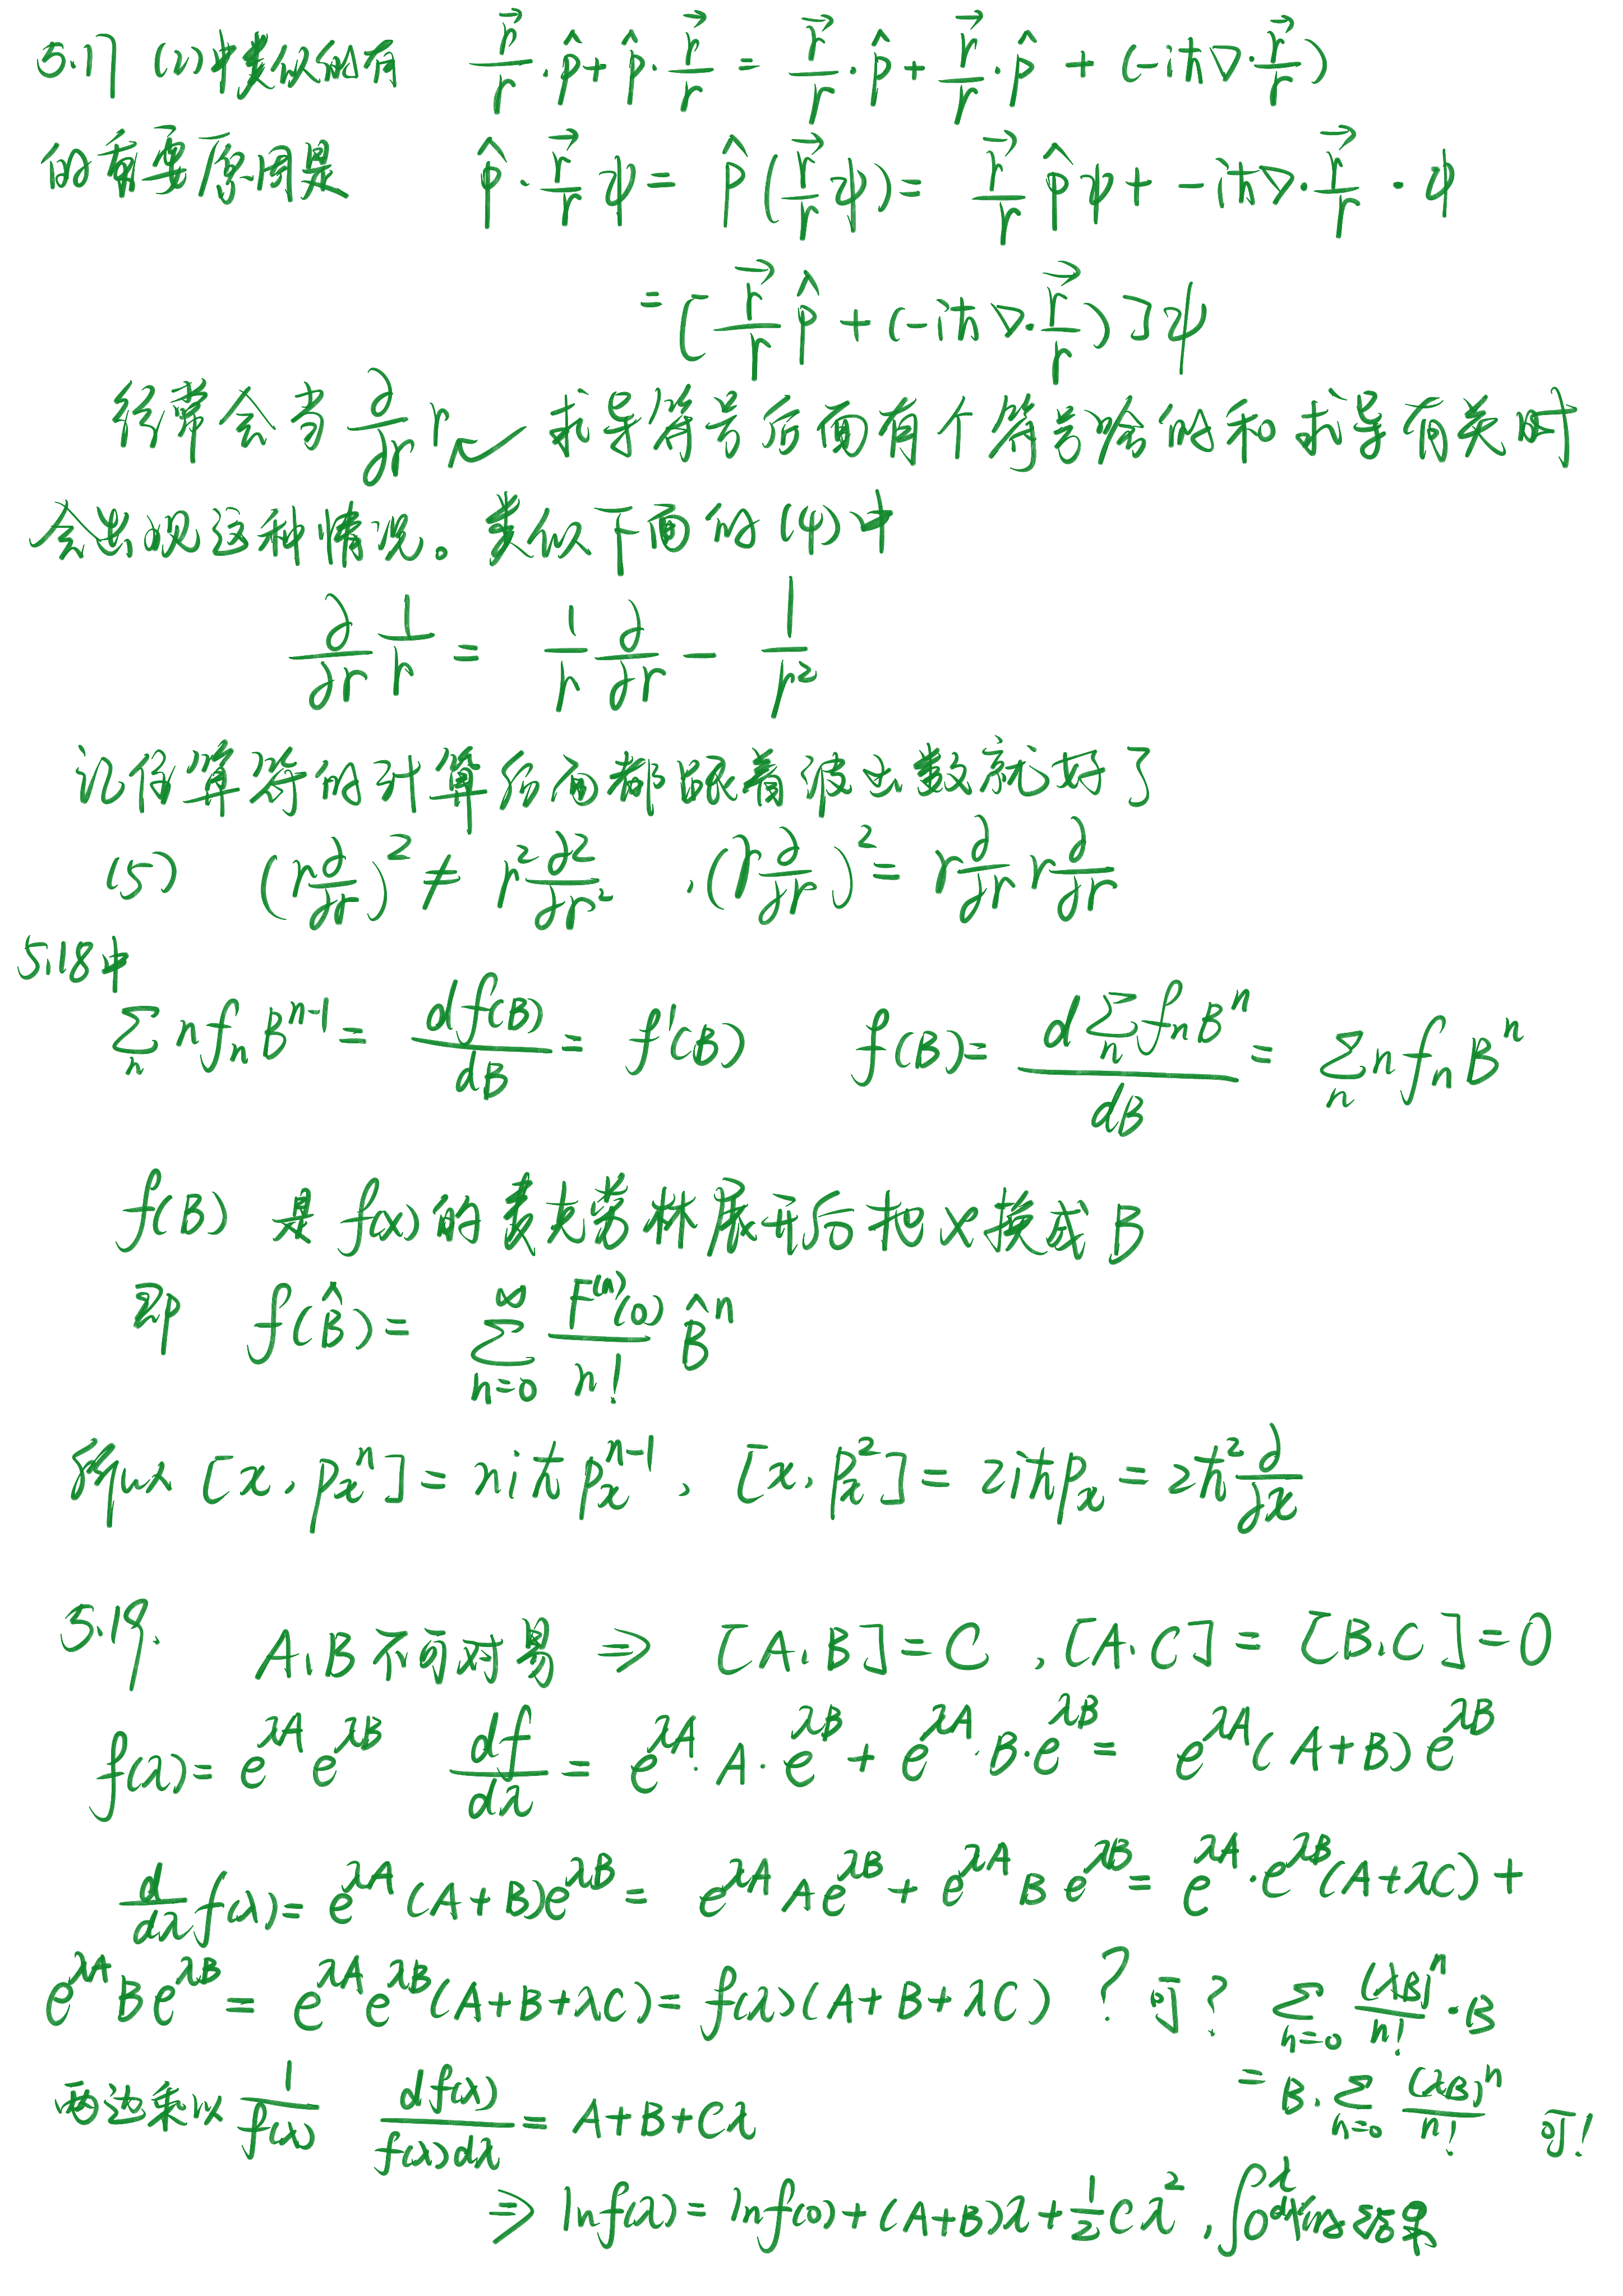 5.17 (2)中类似的有 $\frac{\vec{r}}{r}\cdot\hat{p}+\hat{p}\cdot\frac{\vec{r}}{r}=\frac{\vec{r}}{r}\cdot\hat{p}+\frac{\vec{r}}{r}\cdot\hat{p}+(-i\hbar\nabla\cdot\frac{\vec{r}}{r})$
的重要原因是 $\hat{p}\cdot\frac{\vec{r}}{r}\psi=\hat{p}(\frac{\vec{r}}{r}\psi)=\frac{\vec{r}}{r}\hat{p}\psi+-i\hbar\nabla\cdot\frac{\vec{r}}{r}\cdot\psi$
$=[\frac{\vec{r}}{r}\hat{p}+(-i\hbar\nabla\cdot\frac{\vec{r}}{r})]\psi$
经常会当 $\frac{\partial}{\partial r}r$ 求导符号后面有个符号啥的和求导有关时
会出现这种情况。类似下面的(4)中
$\frac{\partial}{\partial r}\frac{1}{r}=\frac{1}{r}\frac{\partial}{\partial r}-\frac{1}{r^2}$
记住算符的计算后面都跟着波函数就好了
(5) $(r\frac{\partial}{\partial r})^2\neq r^2\frac{\partial^2}{\partial r^2}$ , $(r\frac{\partial}{\partial r})^2=r\frac{\partial}{\partial r}r\frac{\partial}{\partial r}$
5.18中
$\sum_n nf_nB^{n-1}=\frac{df(B)}{dB}=f'(B)$ $f(B)=\frac{d\sum_n f_nB^n}{dB}=\sum_n nf_nB^n$
f(B) 是 f(x)的麦克劳林展开后把x换成B
即 $f(\hat{B})=\sum_{n=0}^{\infty}\frac{F^{(n)}(0)}{n!}\hat{B}^n$
所以 $[x,p_x^n]=ni\hbar p_x^{n-1}$、$[x,p_x^2]=2i\hbar p_x=2\hbar^2\frac{\partial}{\partial x}$
5.19. A,B不可对易 ⇒ [A,B]=C ,[A,C]=[B,C]=0
$f(\lambda)=e^{\lambda A}e^{\lambda B}$ $\frac{df}{d\lambda}=e^{\lambda A}\cdot A\cdot e^{\lambda B}+e^{\lambda A}\cdot B\cdot e^{\lambda B}=e^{\lambda A}(A+B)e^{\lambda B}$
$\frac{d}{d\lambda}f(\lambda)=e^{\lambda A}(A+B)e^{\lambda B}=e^{\lambda A}Ae^{\lambda B}+e^{\lambda A}Be^{\lambda B}=e^{\lambda A}\cdot e^{\lambda B}(A+\lambda C)+$
$e^{\lambda A}Be^{\lambda B}=e^{\lambda A}e^{\lambda B}(A+B+\lambda C)=f(\lambda)(A+B+\lambda C)$ ? 可? $\sum_{n=0}\frac{(\lambda B)^n}{n!}\cdot B$
$=B\cdot\sum_{n=0}\frac{(\lambda B)^n}{n!}$ 可!
两边乘以 $\frac{1}{f(\lambda)}$ $\frac{df(\lambda)}{f(\lambda)d\lambda}=A+B+C\lambda$
⇒ $\ln f(\lambda)=\ln f(0)+(A+B)\lambda+\frac{1}{2}C\lambda^2$ , $\int_0^{\lambda}d\lambda$的结果